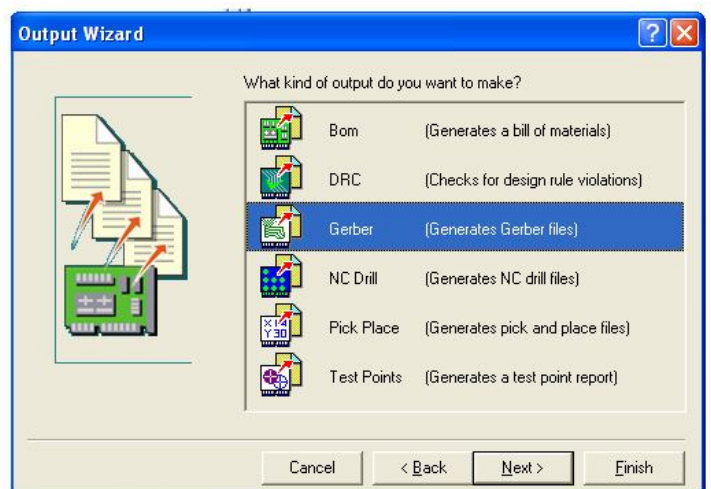 Output Wizard
What kind of output do you want to make?
Bom (Generates a bill of materials)
DRC (Checks for design rule violations)
Gerber (Generates Gerber files)
NC Drill (Generates NC drill files)
X14
Y30
Pick Place (Generates pick and place files)
Test Points (Generates a test point report)
Cancel < Back Next > Finish